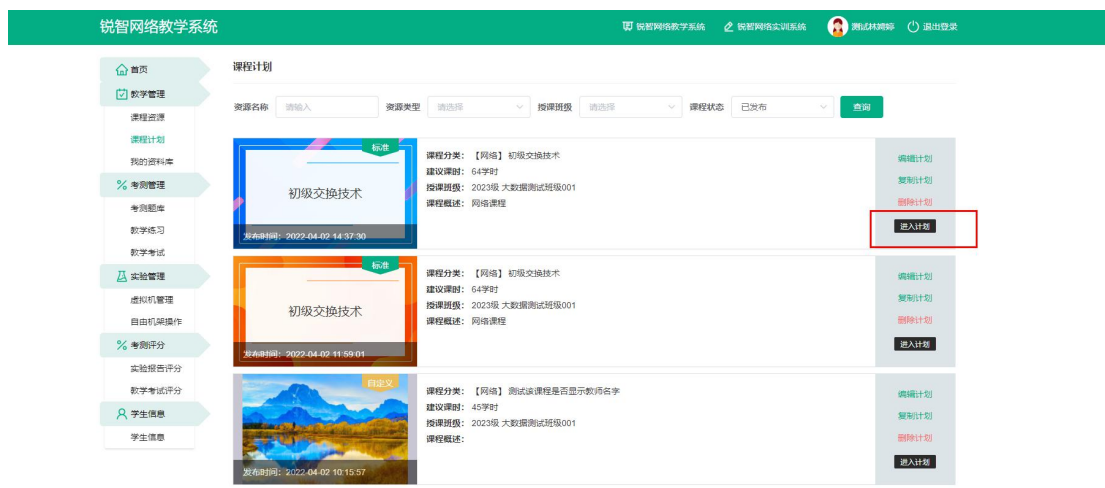 锐智网络教学系统
锐智网络教学系统
锐智网络实训系统
测试林婷婷
退出登录
首页
教学管理
课程资源
课程计划
我的资料库
考测管理
考测题库
教学练习
教学考试
实验管理
虚拟机管理
自由机架操作
考测评分
实验报告评分
教学考试评分
学生信息
学生信息
课程计划
资源名称 请输入 资源类型 请选择 授课班级 请选择 课程状态 已发布 查询
标准
初级交换技术
发布时间：2022-04-02 14:37:30
课程分类：【网络】初级交换技术
建议课时：64学时
授课班级：2023级 大数据测试班级001
课程概述：网络课程
编辑计划
复制计划
删除计划
进入计划
标准
初级交换技术
发布时间：2022-04-02 11:59:01
课程分类：【网络】初级交换技术
建议课时：64学时
授课班级：2023级 大数据测试班级001
课程概述：网络课程
编辑计划
复制计划
删除计划
进入计划
自定义
发布时间：2022-04-02 10:15:57
课程分类：【网络】测试该课程是否显示教师名字
建议课时：45学时
授课班级：2023级 大数据测试班级001
课程概述：
编辑计划
复制计划
删除计划
进入计划